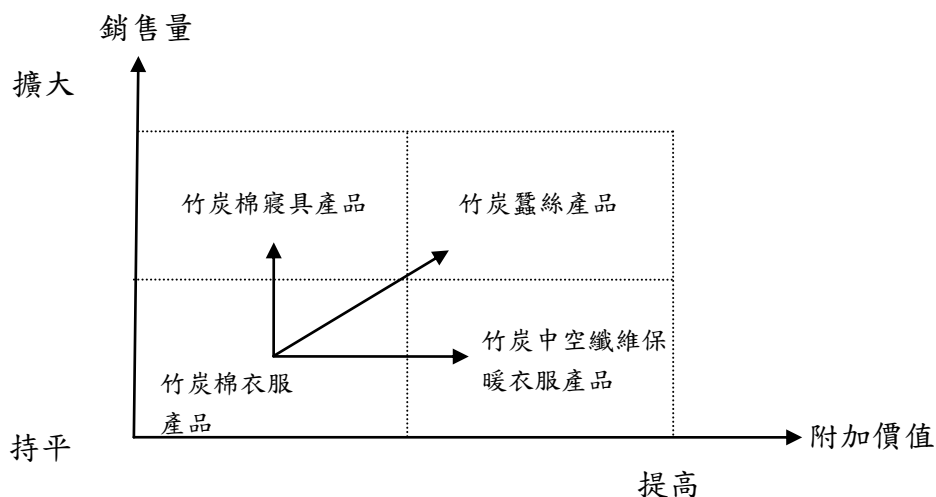 銷售量
擴大
竹炭棉寢具產品
竹炭蠶絲產品
竹炭中空纖維保
暖衣服產品
竹炭棉衣服
產品
持平
附加價值
提高